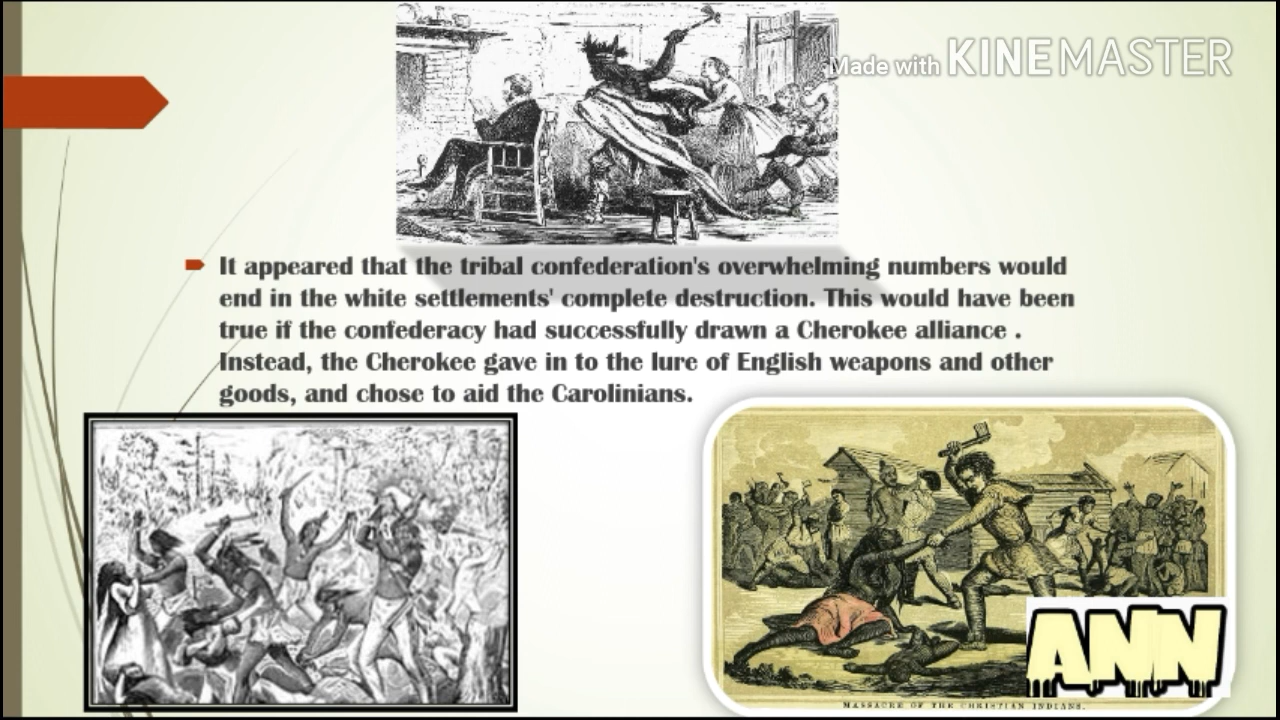 Made with KINEMASTER
It appeared that the tribal confederation's overwhelming numbers would
end in the white settlements' complete destruction. This would have been
true if the confederacy had successfully drawn a Cherokee alliance .
Instead, the Cherokee gave in to the lure of English weapons and other
goods, and chose to aid the Carolinians.
ANN
MASSACRE OF THE CHRISTIAN INDIANS.